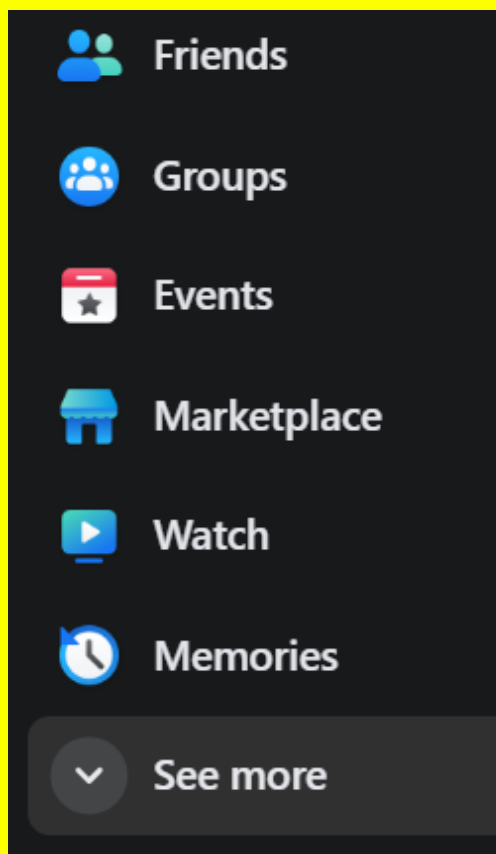 Friends
Groups
Events
Marketplace
Watch
Memories
See more